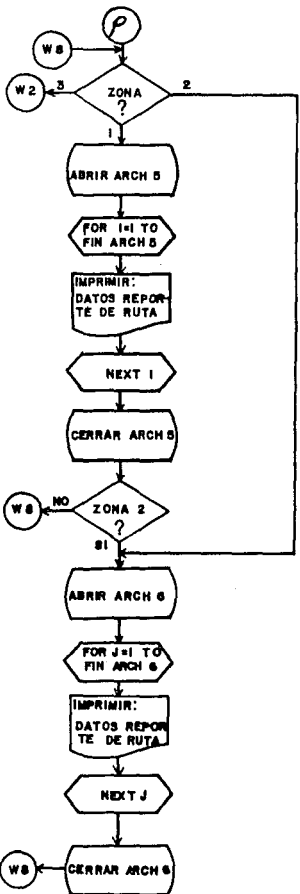 P
W8
W2
3
ZONA
?
2
1
ABRIR ARCH 5
FOR I=1 TO
FIN ARCH 5
IMPRIMIR:
DATOS REPOR-
TE DE RUTA
NEXT I
CERRAR ARCH 5
W8
NO
ZONA 2
?
SI
ABRIR ARCH 6
FOR J=1 TO
FIN ARCH 6
IMPRIMIR:
DATOS REPOR-
TE DE RUTA
NEXT J
W8
CERRAR ARCH 6